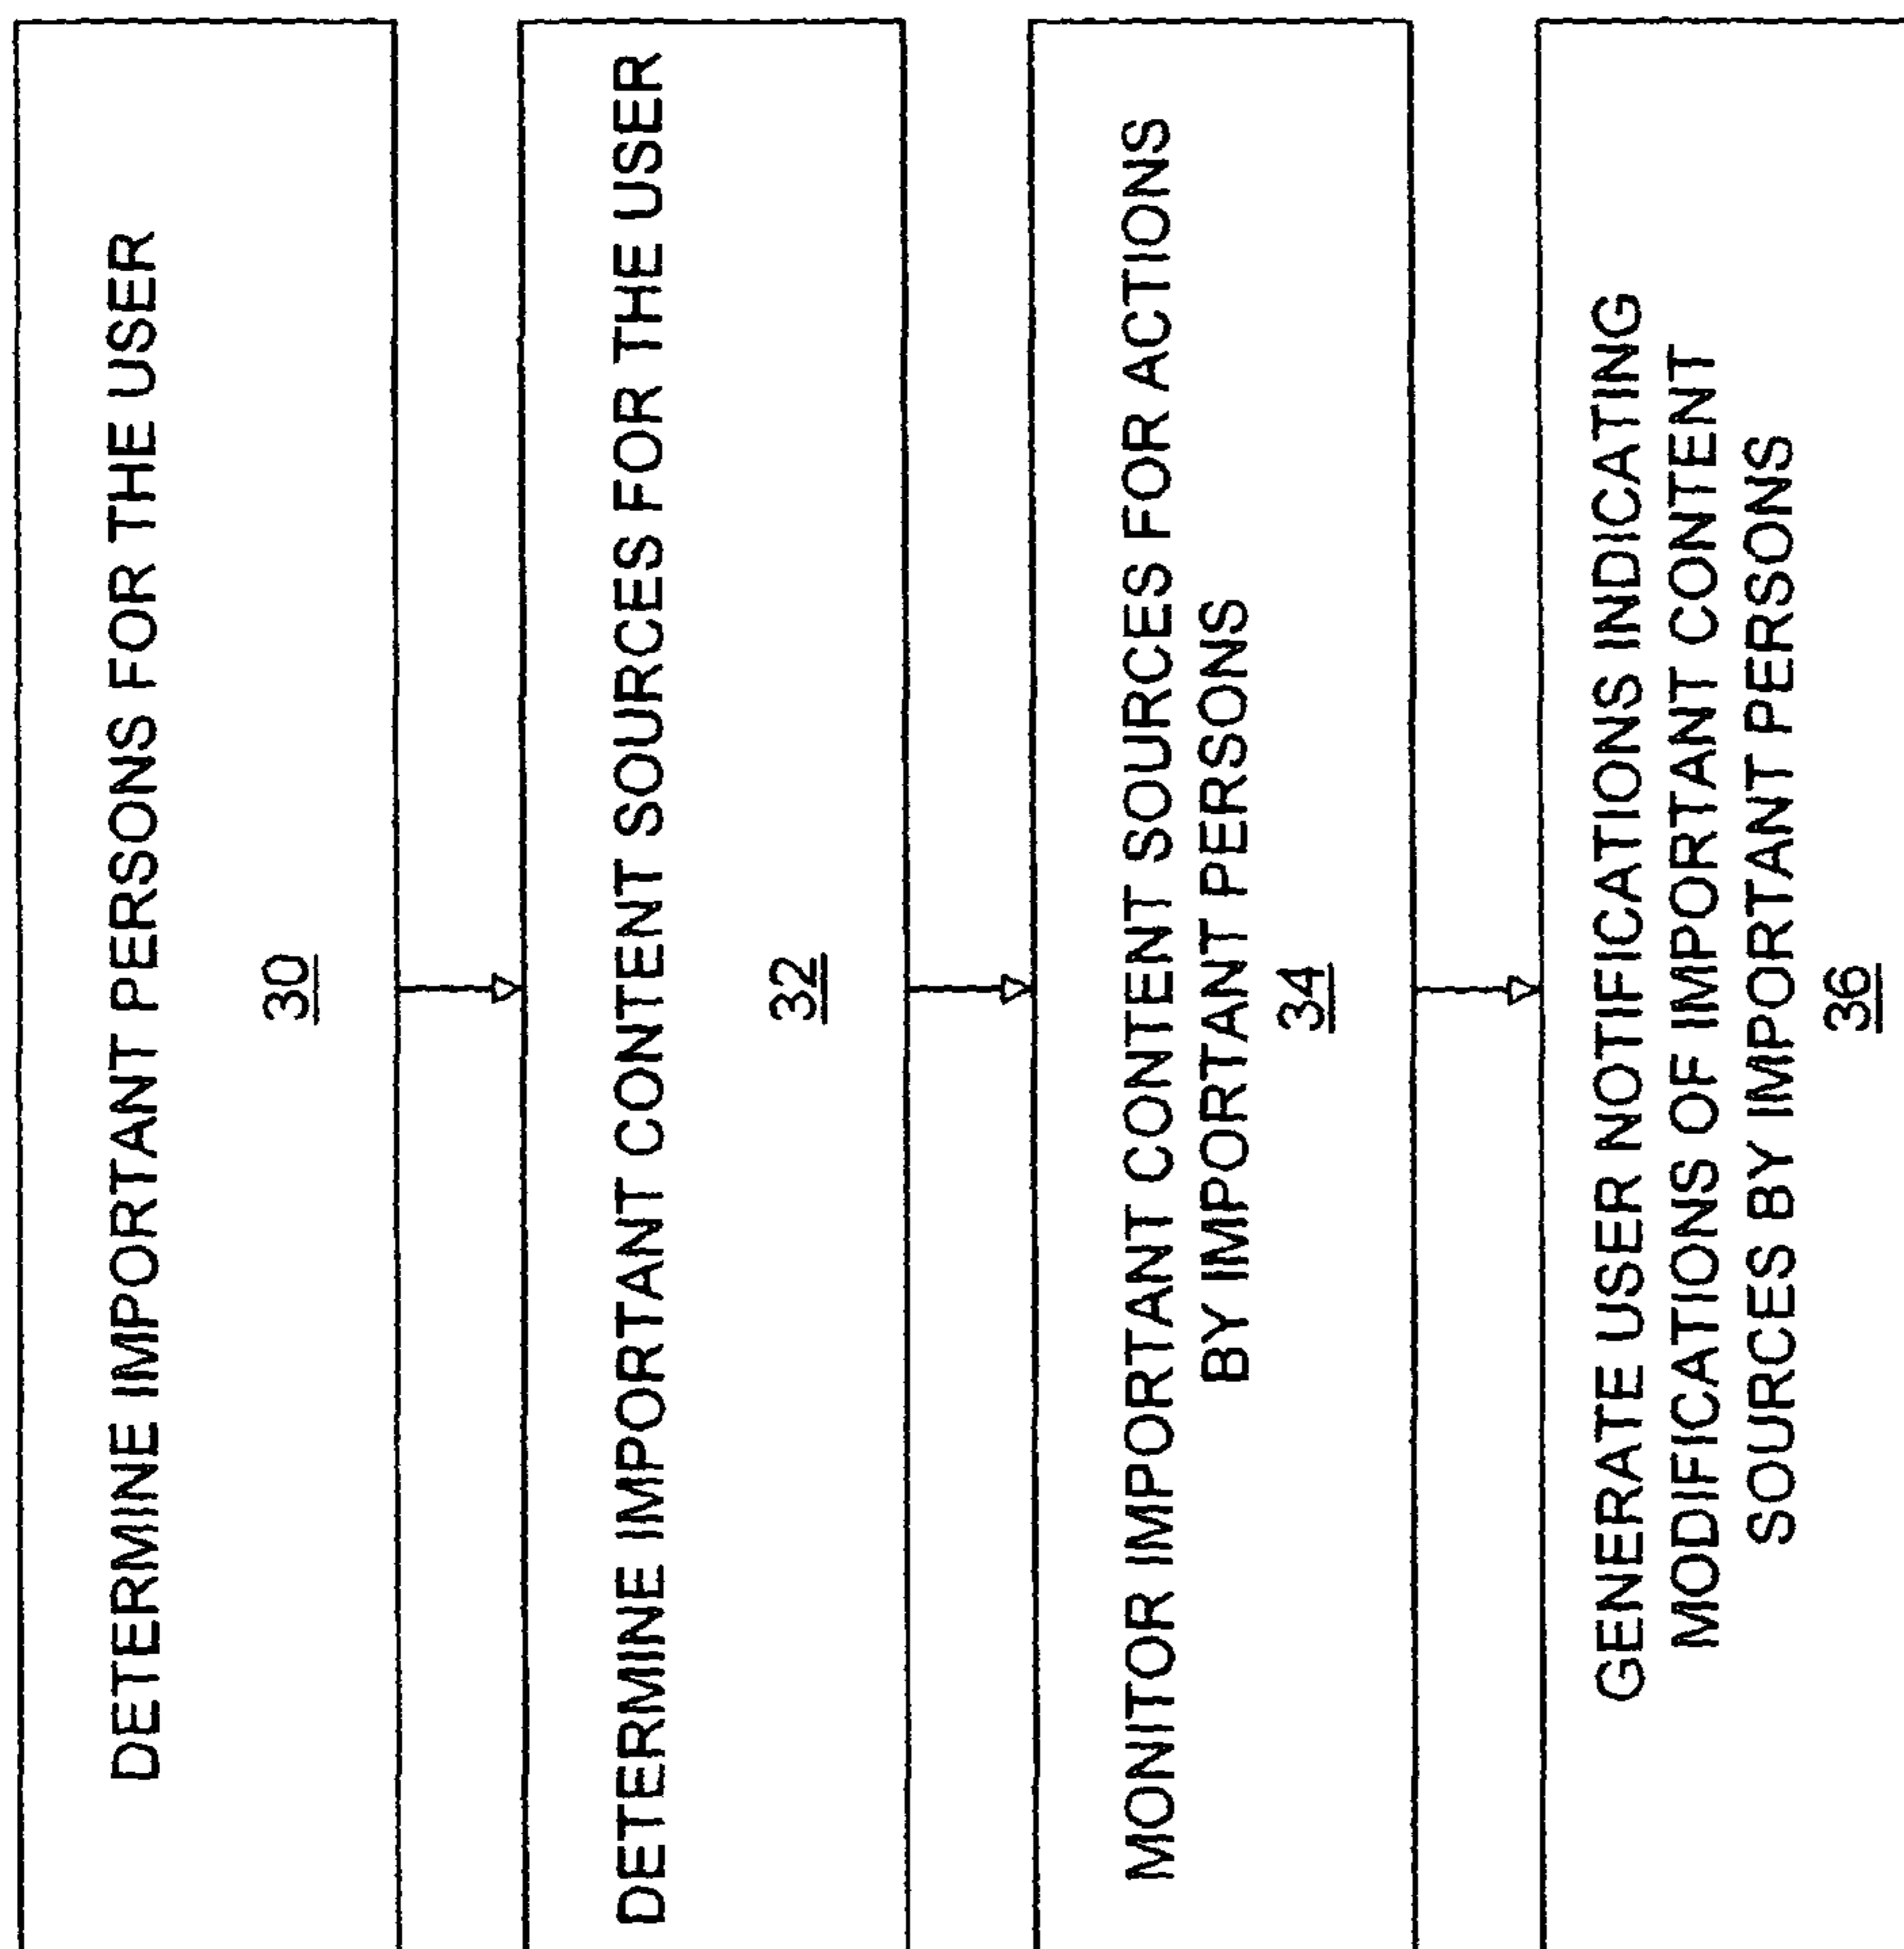 DETERMINE IMPORTANT PERSONS FOR THE USER
30
DETERMINE IMPORTANT CONTENT SOURCES FOR THE USER
32
MONITOR IMPORTANT CONTENT SOURCES FOR ACTIONS
BY IMPORTANT PERSONS
34
GENERATE USER NOTIFICATIONS INDICATING
MODIFICATIONS OF IMPORTANT CONTENT
SOURCES BY IMPORTANT PERSONS
36